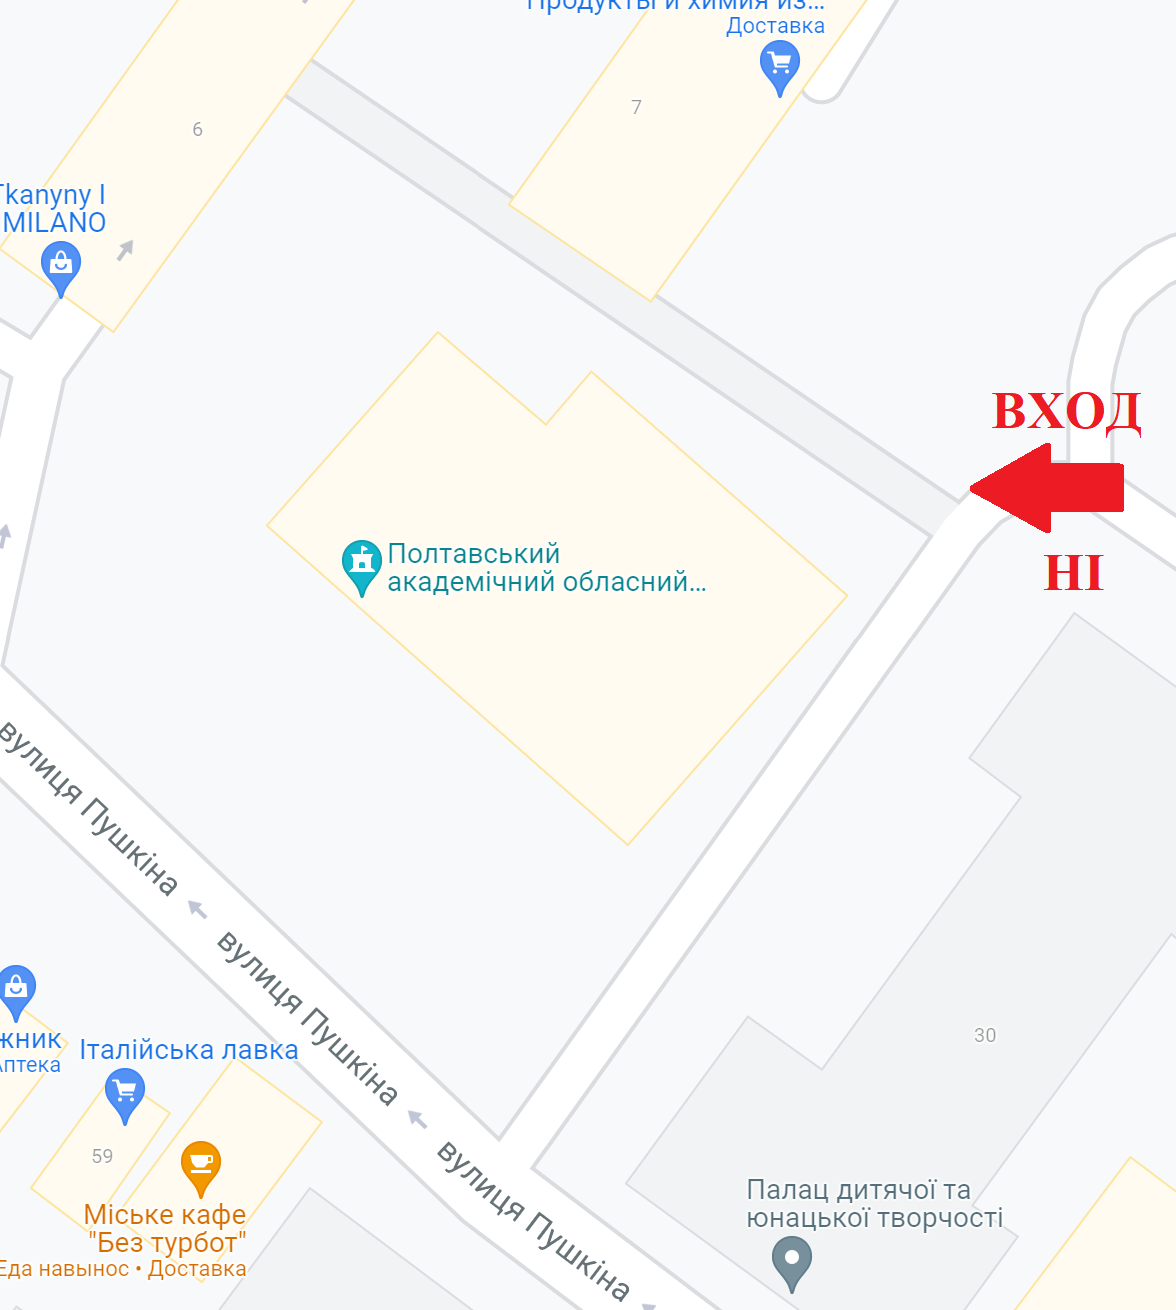 Продукты и химия из...
Доставка
7
6
Tkanyny I
MILANO
ВХОД
НІ
Полтавський
академічний обласний...
вулиця Пушкіна
вулиця Пушкіна
вулиця Пушкіна
30
жник
Аптека
Італійська лавка
59
Міське кафе
"Без турбот"
Еда навынос • Доставка
Палац дитячої та
юнацької творчості